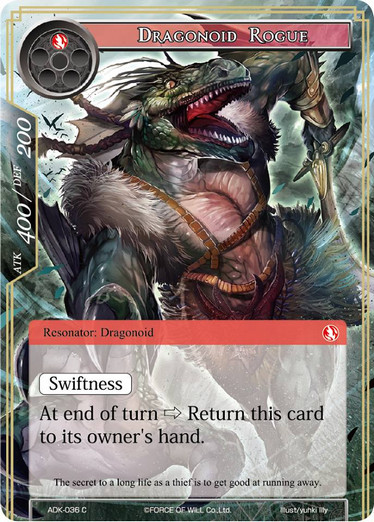 Dragonoid Rogue
ATK 400 / DEF 200
Resonator: Dragonoid
Swiftness
At end of turn ⇨ Return this card
to its owner's hand.
The secret to a long life as a thief is to get good at running away.
ADK-036 C ©FORCE OF WILL Co.,Ltd. Illust/yuhki Illy